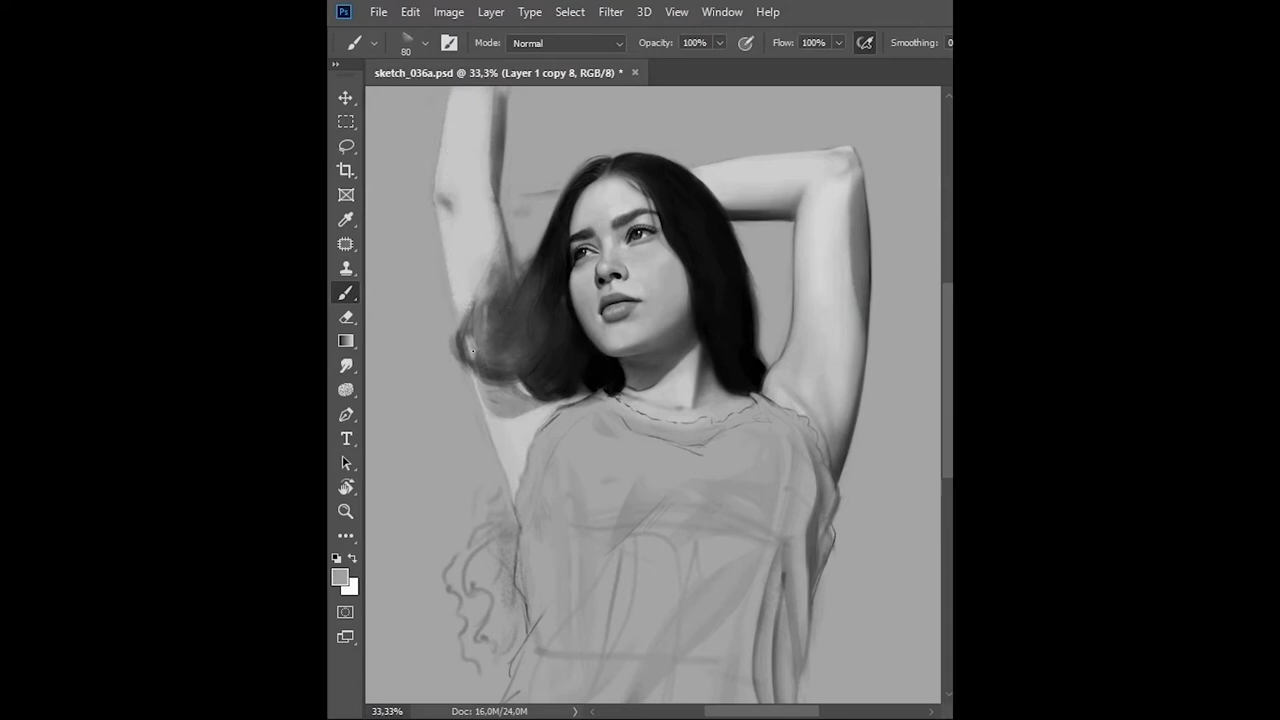 Ps File Edit Image Layer Type Select Filter 3D View Window Help
80 Mode: Normal Opacity: 100% Flow: 100% Smoothing: 0
sketch_036a.psd @ 33,3% (Layer 1 copy 8, RGB/8) * ×
T
33,33% Doc: 16,0M/24,0M